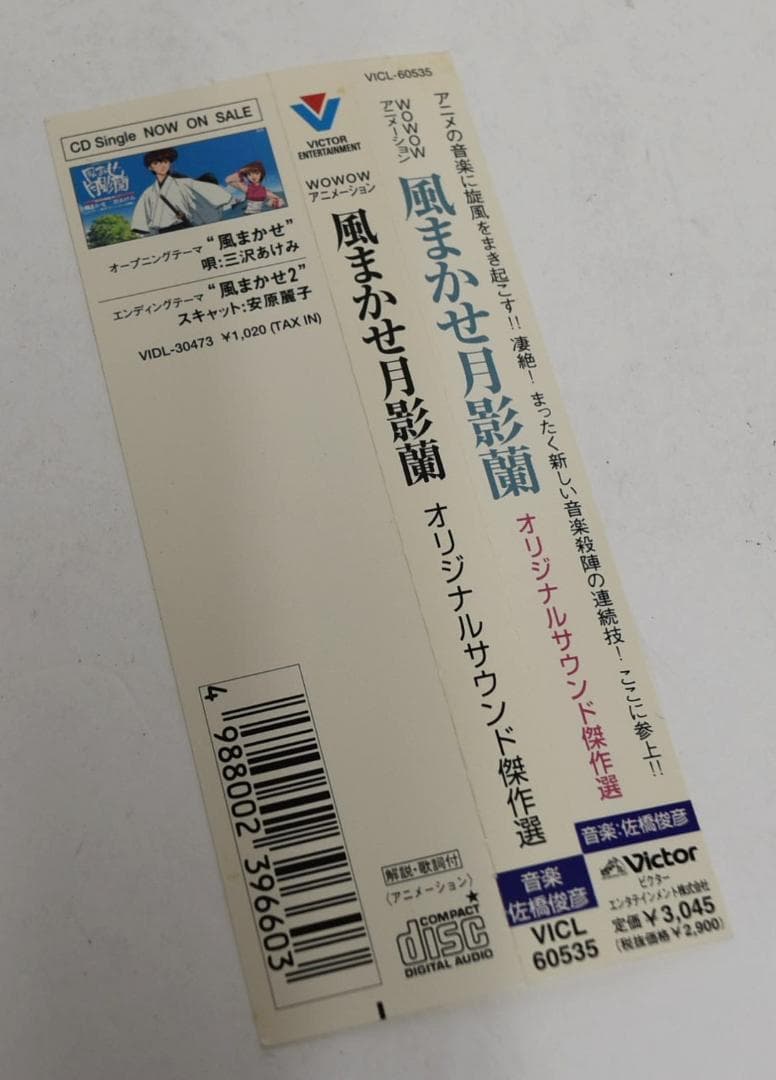 CD Single NOW ON SALE
風まかせ
月影蘭
オープニングテーマ “風まかせ”
唄:三沢あけみ
エンディングテーマ “風まかせ2”
スキャット:安原麗子
VIDL-30473 ¥1,020 (TAX IN)
4 988002 396603
VICTOR
ENTERTAINMENT
WOWOW
アニメーション
風まかせ月影蘭
オリジナルサウンド傑作選
解説・歌詞付
(アニメーション)
COMPACT
disc
DIGITAL AUDIO
音楽
佐橋俊彦
VICL
60535
VICL-60535
アニメの音楽に旋風をまき起こす!! 凄絶! まったく新しい音楽殺陣の連続技! ここに参上!!
WOWOW
アニメーション
風まかせ月影蘭
オリジナルサウンド傑作選
音楽:佐橋俊彦
Victor
ビクター
エンタテインメント株式会社
定価¥3,045
(税抜価格¥2,900)